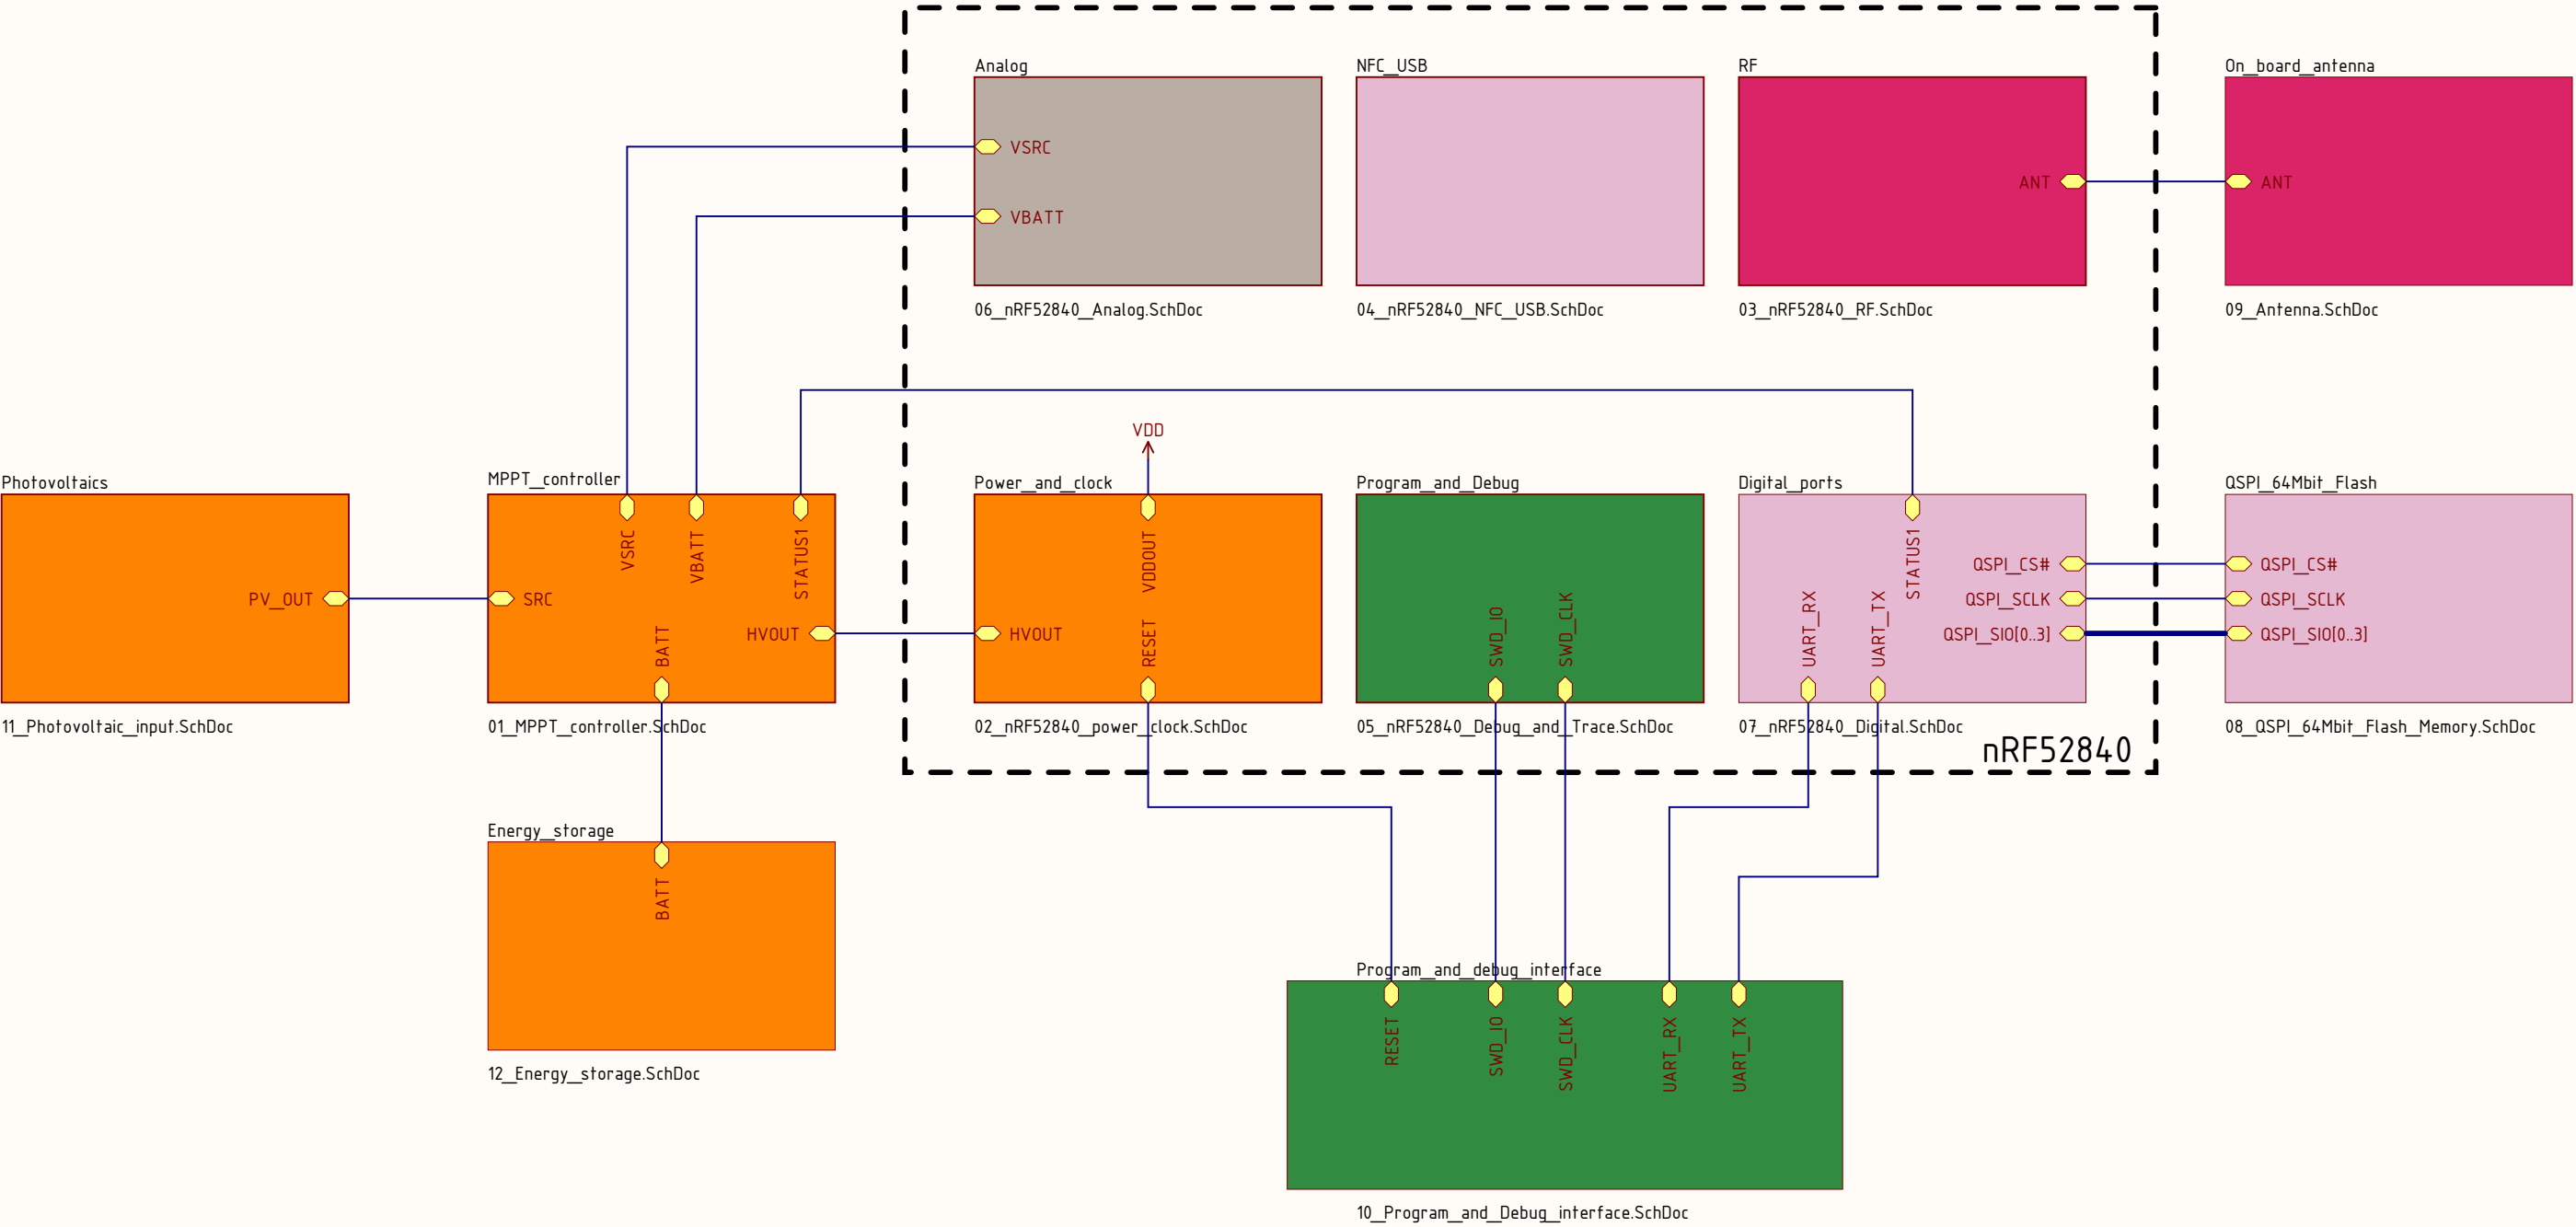 Analog
VSRC
VBATT
06_nRF52840_Analog.SchDoc
NFC_USB
04_nRF52840_NFC_USB.SchDoc
RF
ANT
03_nRF52840_RF.SchDoc
On_board_antenna
ANT
09_Antenna.SchDoc
Photovoltaics
PV_OUT
11_Photovoltaic_input.SchDoc
MPPT_controller
VSRC
VBATT
STATUS1
SRC
BATT
HVOUT
01_MPPT_controller.SchDoc
VDD
Power_and_clock
VDDOUT
HVOUT
RESET
02_nRF52840_power_clock.SchDoc
Program_and_Debug
SWD_IO
SWD_CLK
05_nRF52840_Debug_and_Trace.SchDoc
Digital_ports
STATUS1
QSPI_CS#
QSPI_SCLK
QSPI_SIO[0..3]
UART_RX
UART_TX
07_nRF52840_Digital.SchDoc
nRF52840
QSPI_64Mbit_Flash
QSPI_CS#
QSPI_SCLK
QSPI_SIO[0..3]
08_QSPI_64Mbit_Flash_Memory.SchDoc
Energy_storage
BATT
12_Energy_storage.SchDoc
Program_and_debug_interface
RESET
SWD_IO
SWD_CLK
UART_RX
UART_TX
10_Program_and_Debug_interface.SchDoc